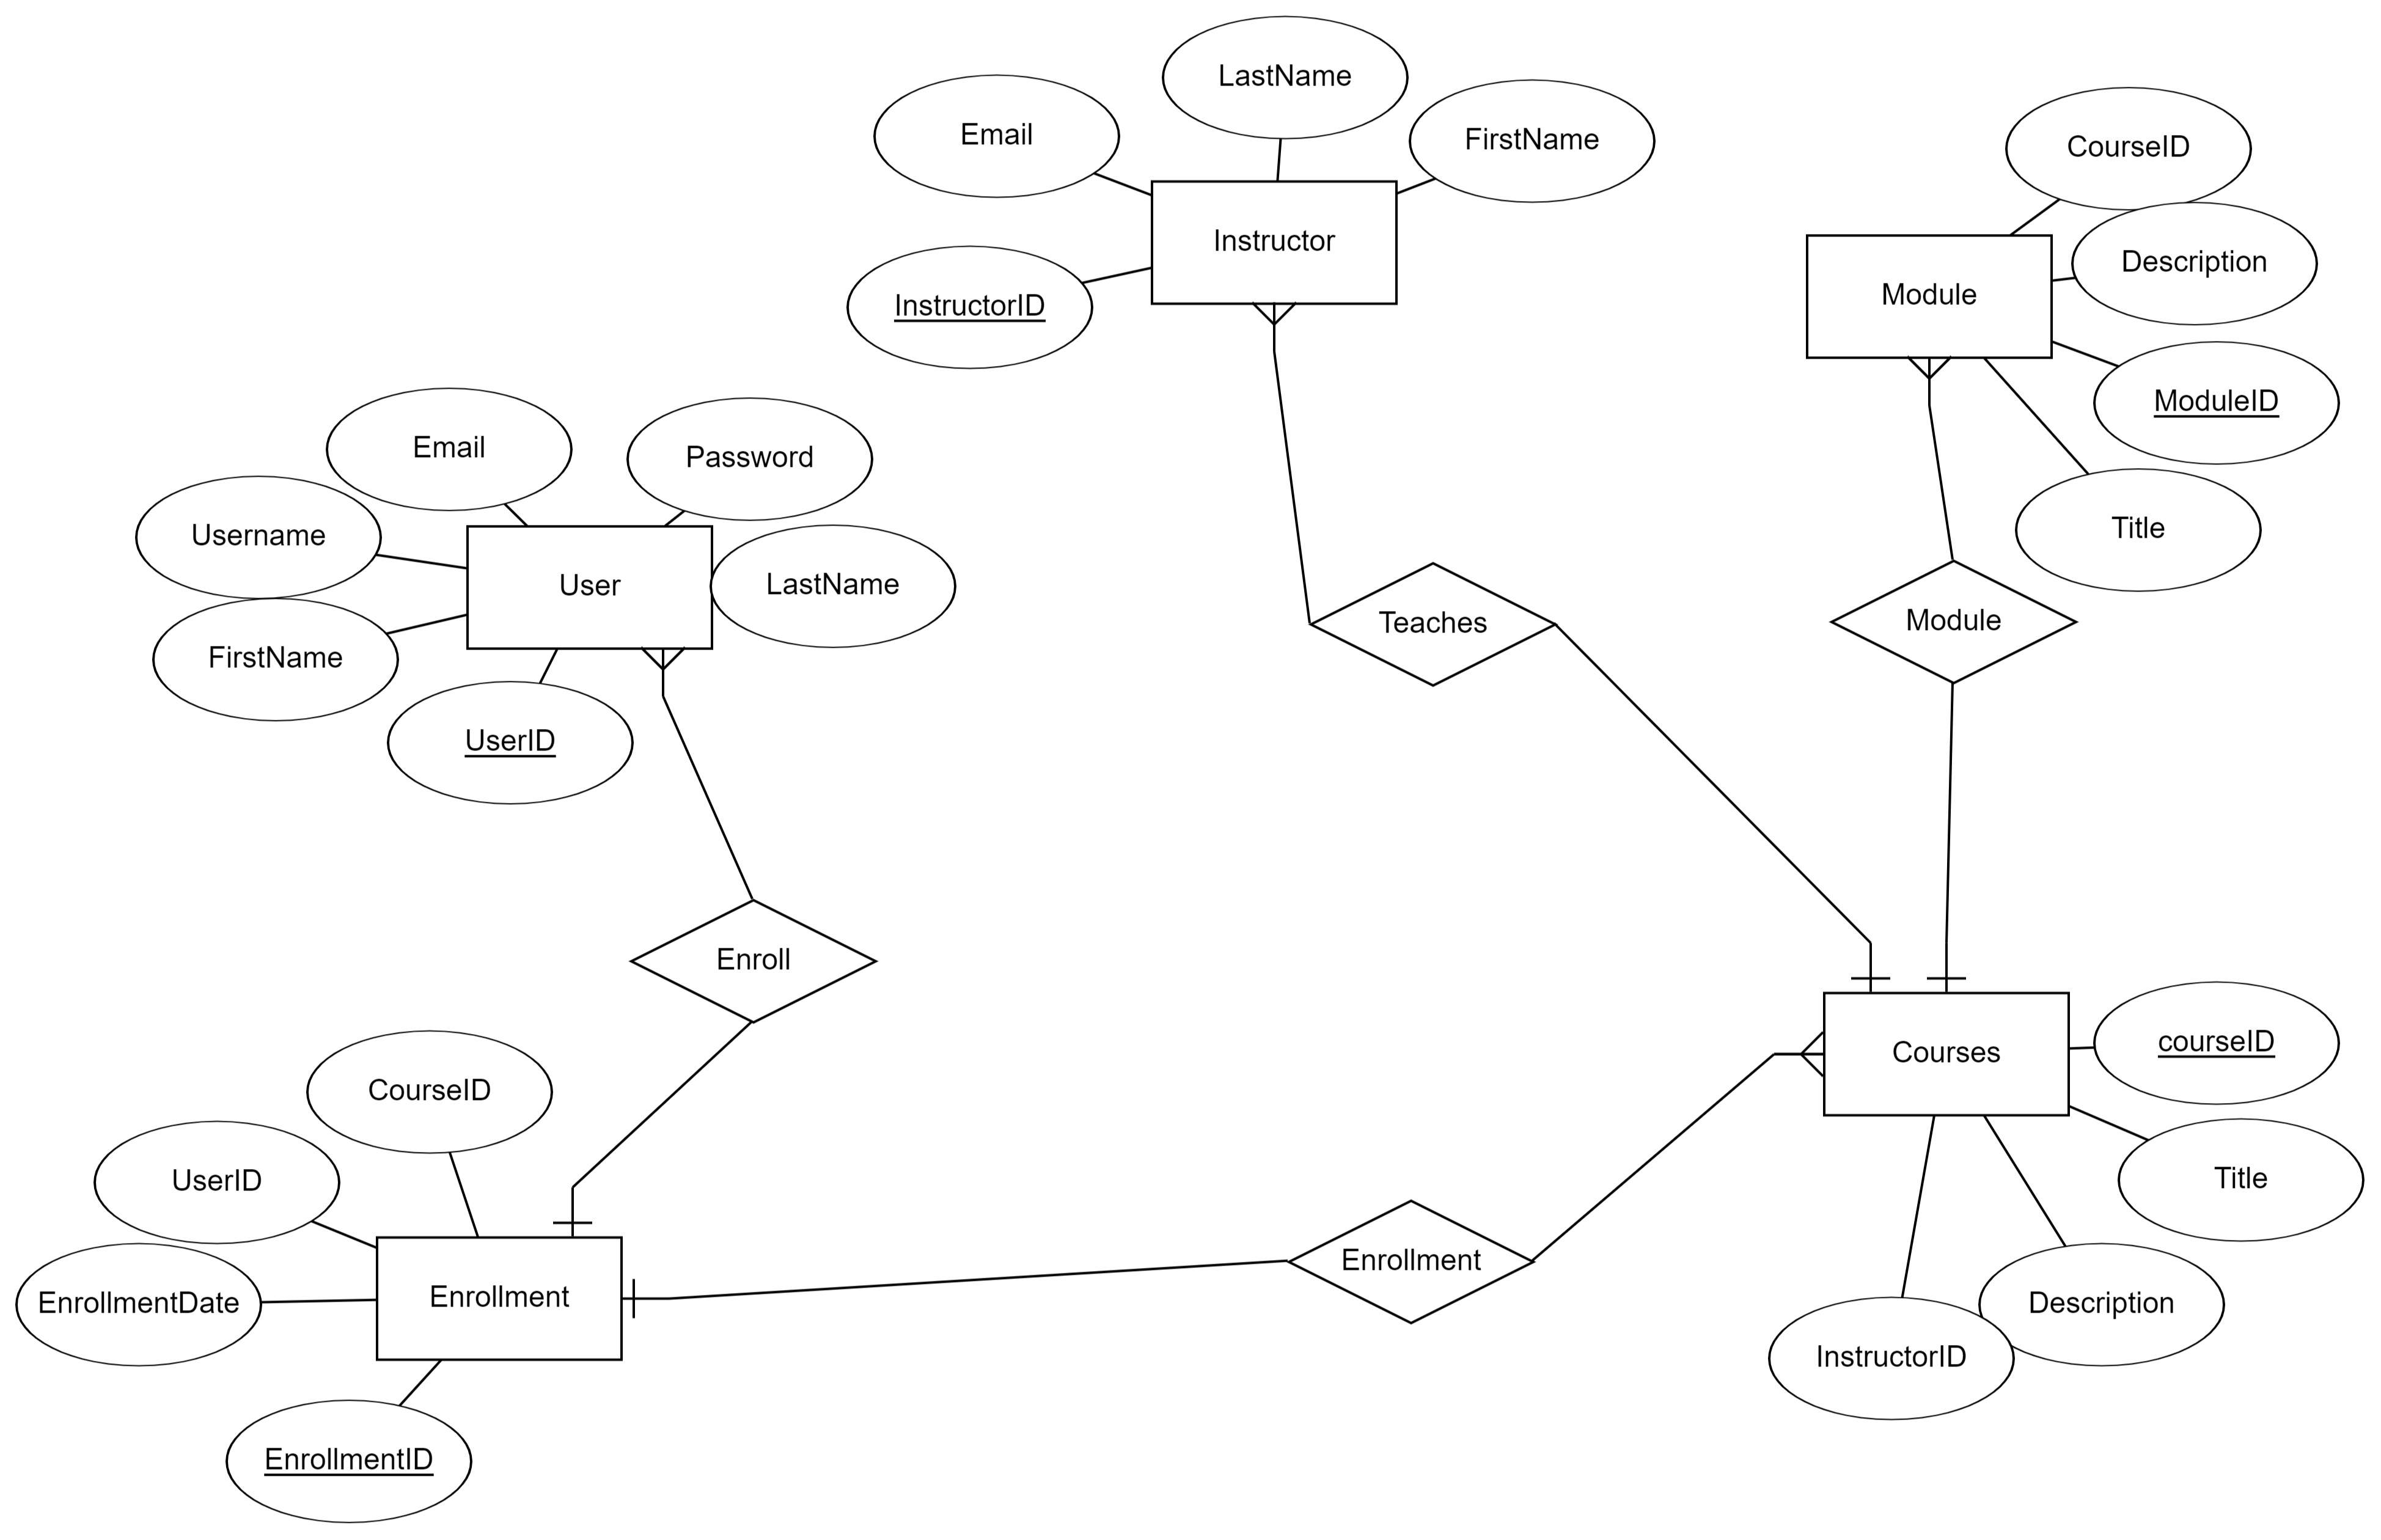 LastName
Email
FirstName
Instructor
InstructorID
CourseID
Description
Module
ModuleID
Title
Email
Password
Username
User
LastName
FirstName
UserID
Teaches
Module
Enroll
Courses
courseID
Title
Description
InstructorID
CourseID
UserID
EnrollmentDate
Enrollment
EnrollmentID
Enrollment